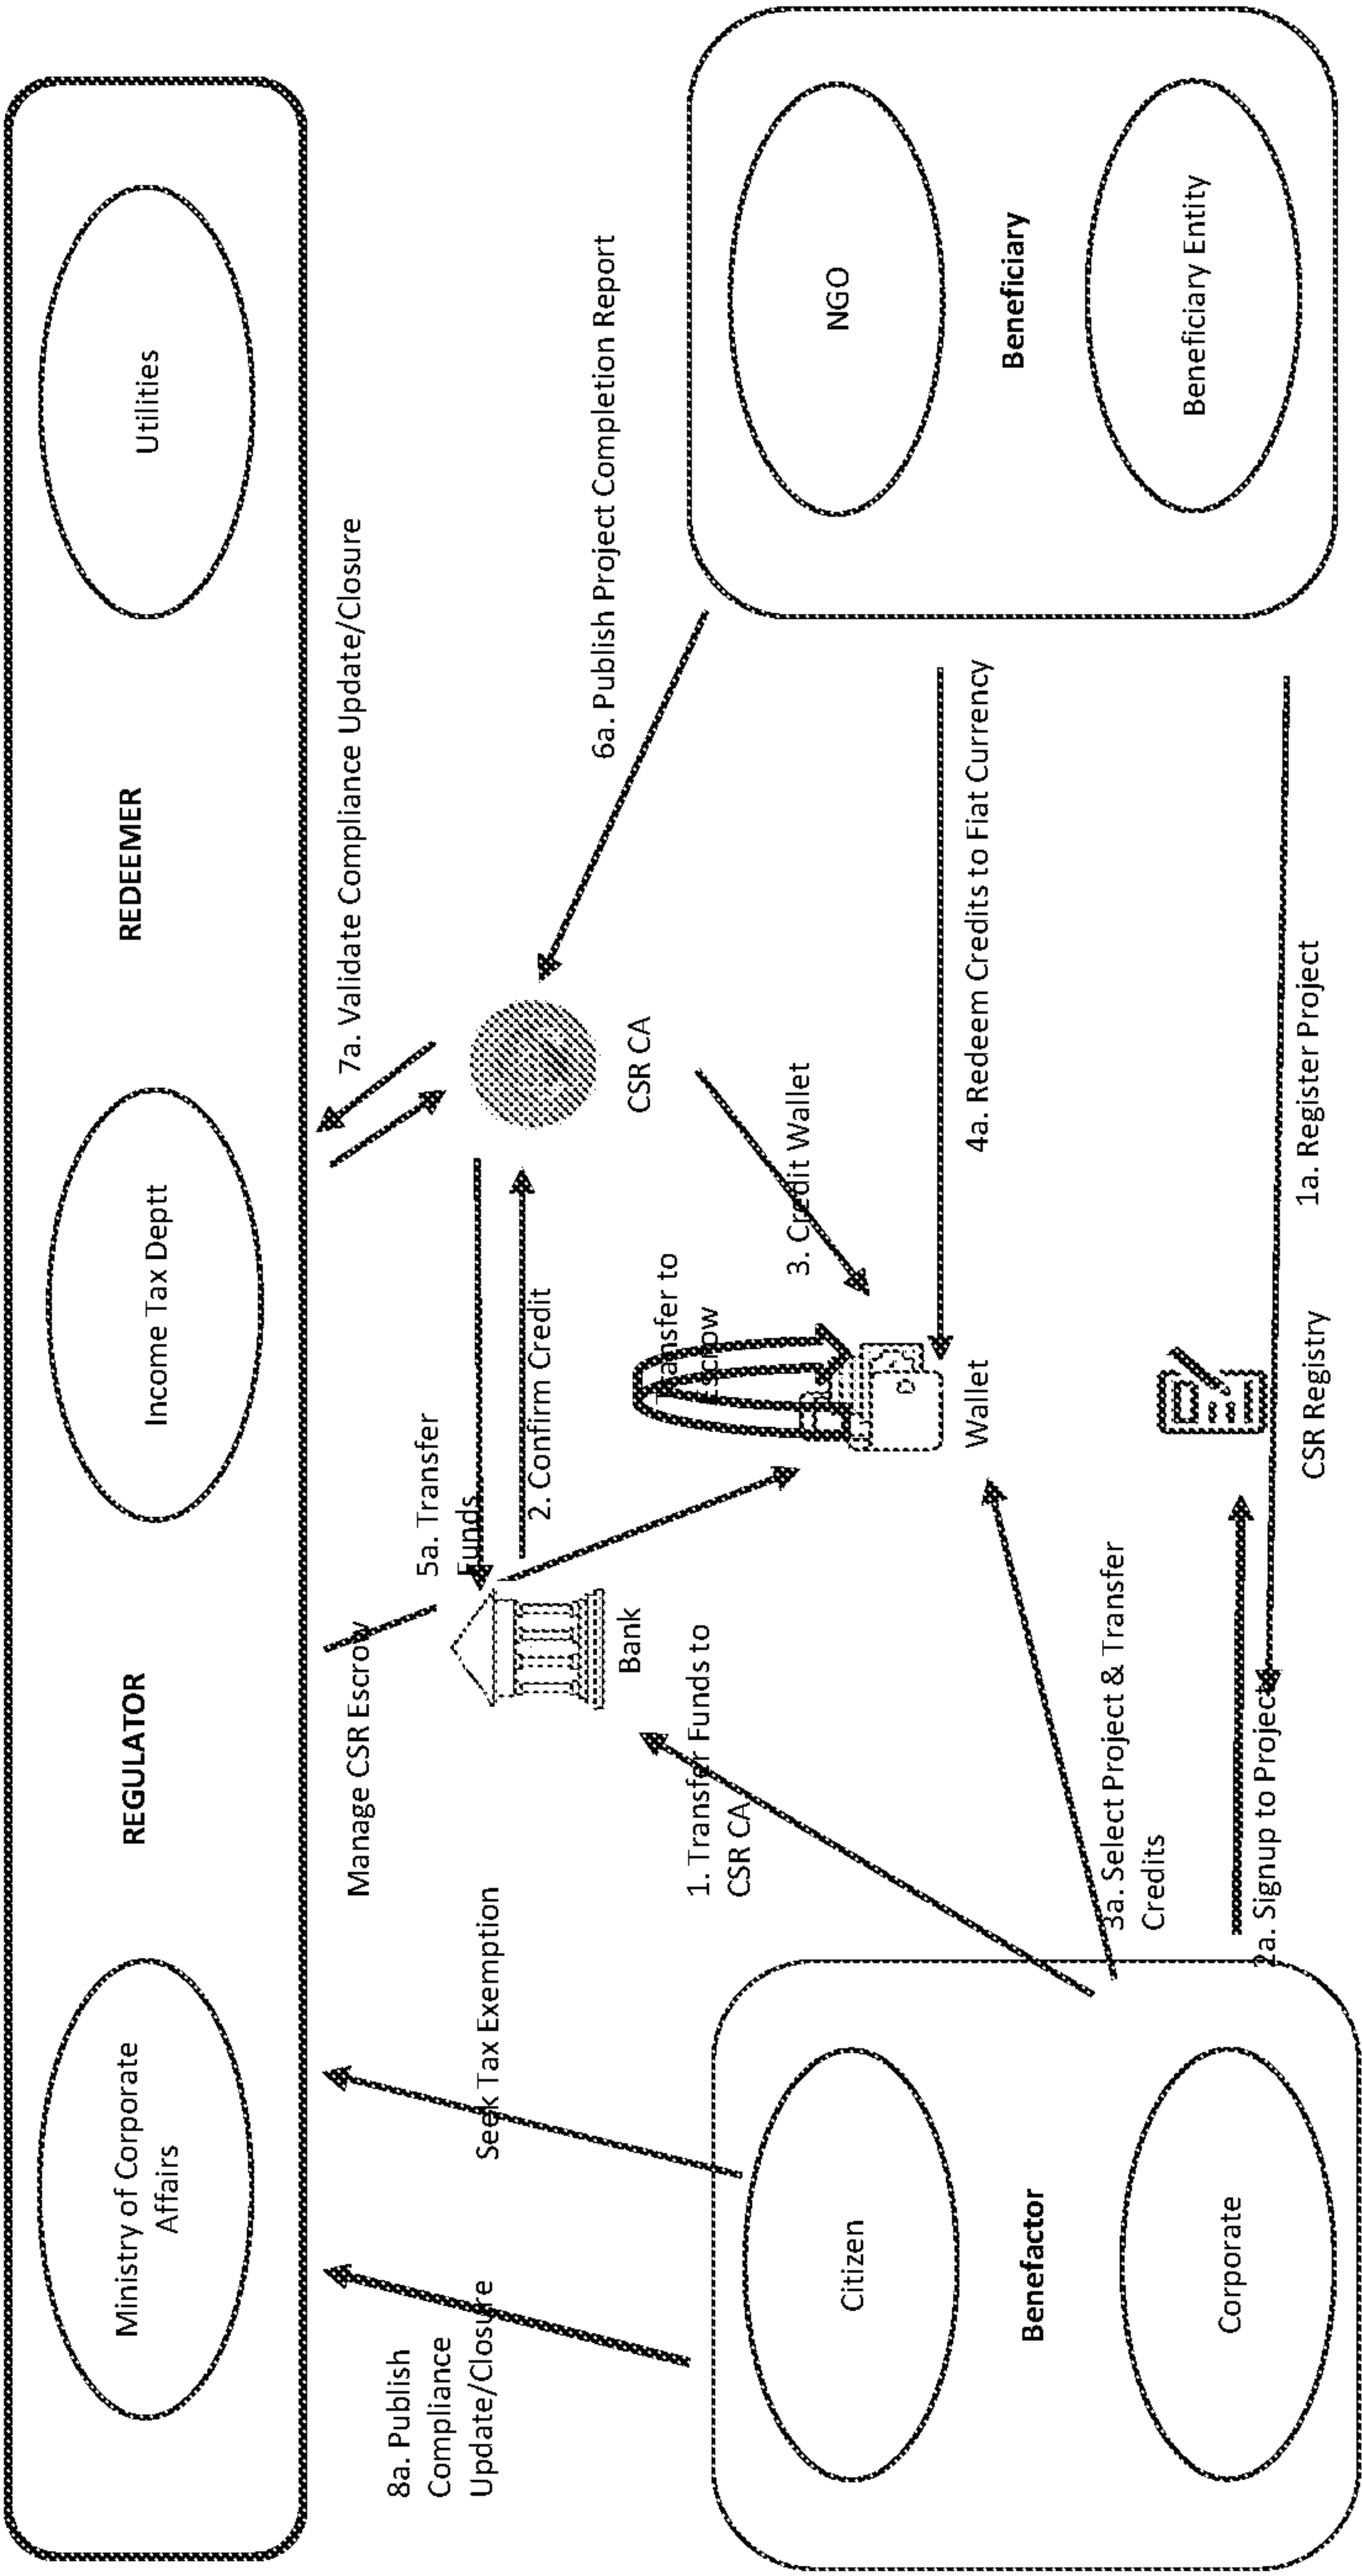 Ministry of Corporate
Affairs
REGULATOR
Income Tax Deptt
REDEEMER
Utilities
8a. Publish
Compliance
Update/Closure
Seek Tax Exemption
Manage CSR Escrow
5a. Transfer
Funds
2. Confirm Credit
7a. Validate Compliance Update/Closure
6a. Publish Project Completion Report
Bank
CSR CA
1. Transfer Funds to
CSR CA
Transfer to
Escrow
3. Credit Wallet
Wallet
4a. Redeem Credits to Fiat Currency
3a. Select Project & Transfer
Credits
2a. Signup to Project
CSR Registry
1a. Register Project
Citizen
Benefactor
Corporate
NGO
Beneficiary
Beneficiary Entity